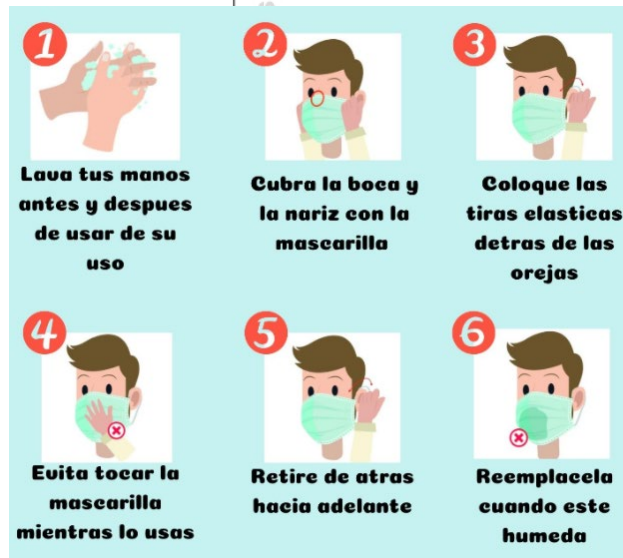 1
Lava tus manos
antes y despues
de usar de su
uso
2
Cubra la boca y
la nariz con la
mascarilla
3
Coloque las
tiras elasticas
detras de las
orejas
4
Evita tocar la
mascarilla
mientras lo usas
5
Retire de atras
hacia adelante
6
Reemplacela
cuando este
humeda